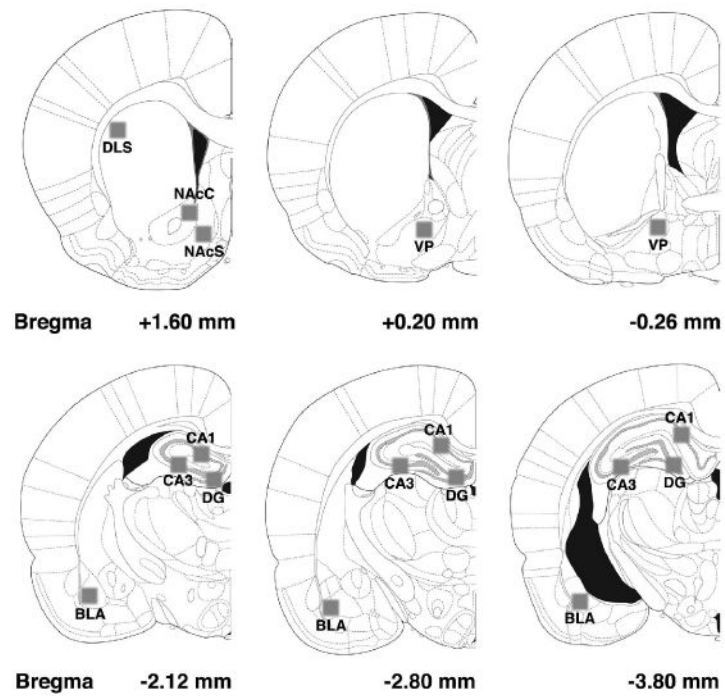 DLS
NAcC
NAcS
VP
VP
Bregma +1.60 mm +0.20 mm -0.26 mm
CA1
CA3
DG
BLA
CA1
CA3
DG
BLA
CA1
CA3
DG
BLA
Bregma -2.12 mm -2.80 mm -3.80 mm